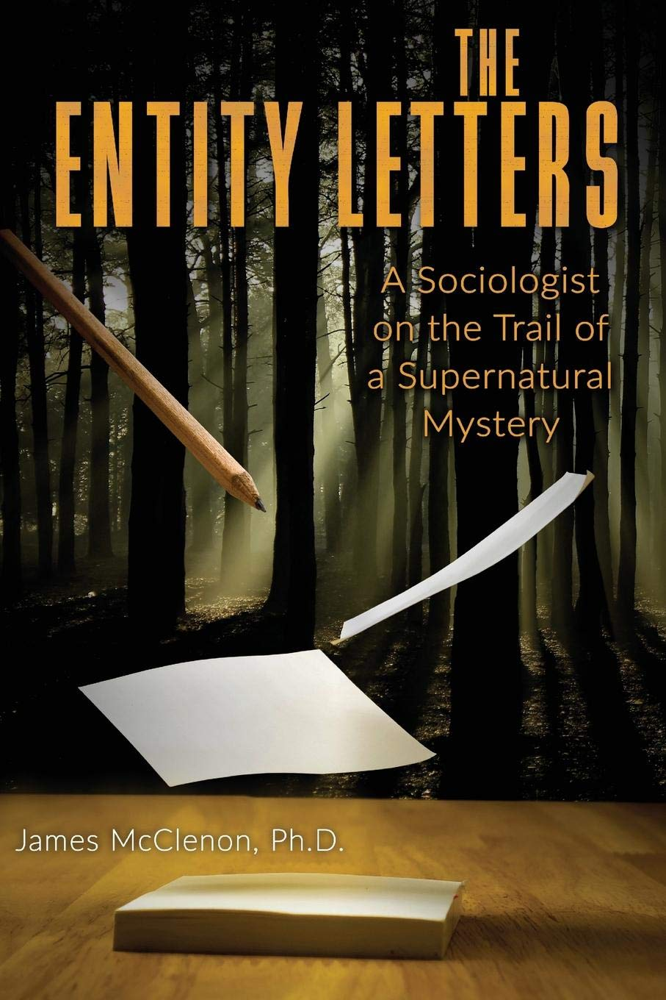 THE
ENTITY LETTERS
A Sociologist
on the Trail of
a Supernatural
Mystery
James McClenon, Ph.D.